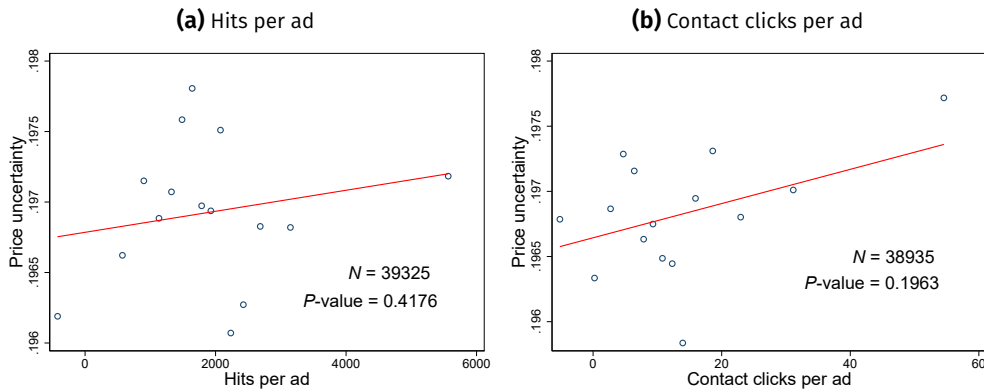 (a) Hits per ad
Price uncertainty
.198
.1975
.197
.1965
.196
N = 39325
P-value = 0.4176
0 2000 4000 6000
Hits per ad
(b) Contact clicks per ad
Price uncertainty
.198
.1975
.197
.1965
.196
N = 38935
P-value = 0.1963
0 20 40 60
Contact clicks per ad